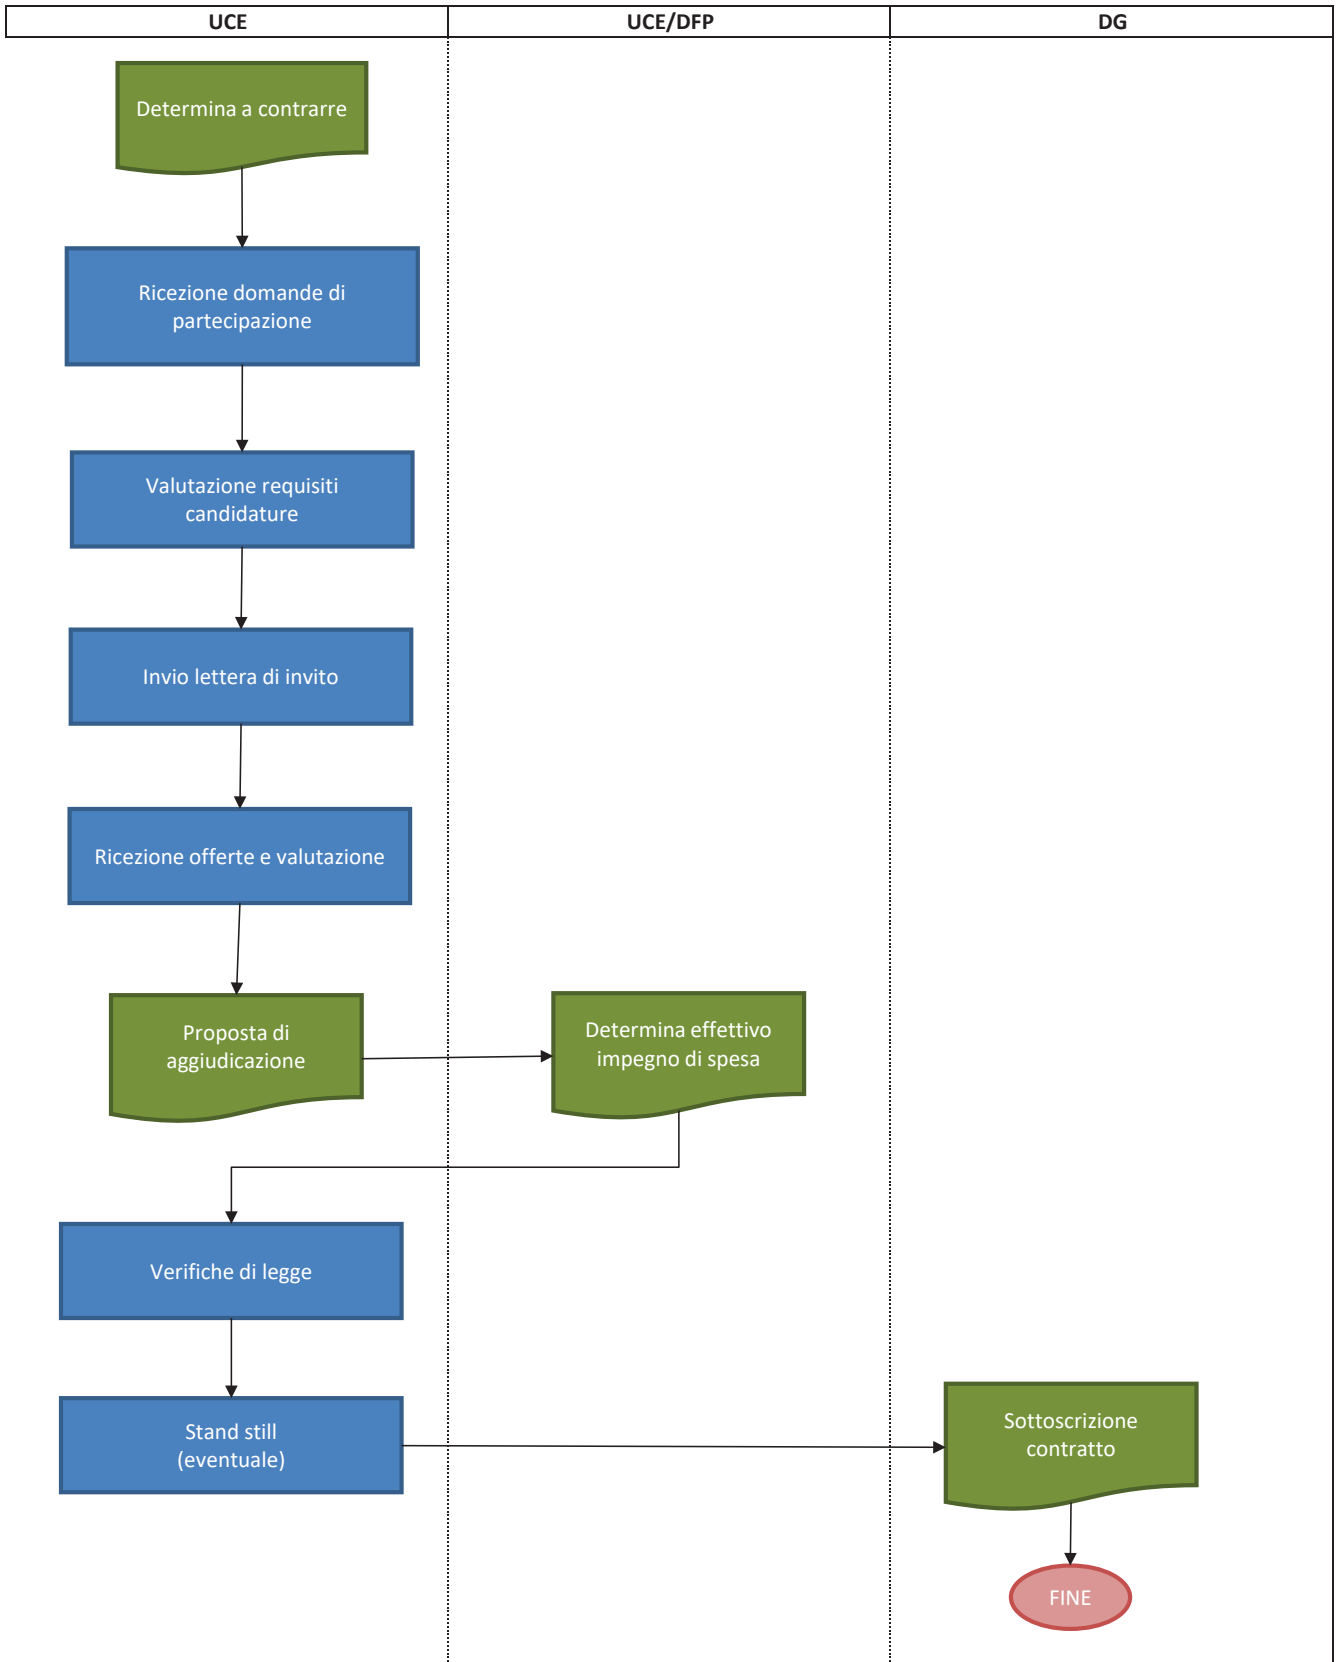 UCE
UCE/DFP
DG
Determina a contrarre
Ricezione domande di
partecipazione
Valutazione requisiti
candidature
Invio lettera di invito
Ricezione offerte e valutazione
Proposta di
aggiudicazione
Determina effettivo
impegno di spesa
Verifiche di legge
Stand still
(eventuale)
Sottoscrizione
contratto
FINE